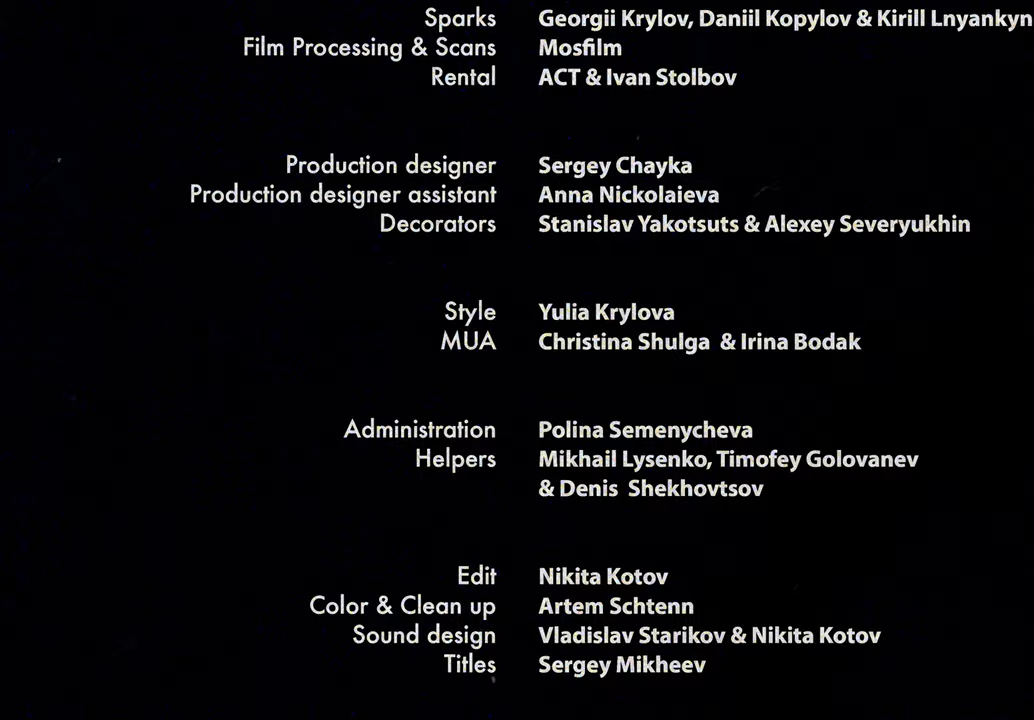 Sparks Georgii Krylov, Daniil Kopylov & Kirill Lnyankyn
Film Processing & Scans Mosfilm
Rental ACT & Ivan Stolbov
Production designer Sergey Chayka
Production designer assistant Anna Nickolaieva
Decorators Stanislav Yakotsuts & Alexey Severyukhin
Style Yulia Krylova
MUA Christina Shulga & Irina Bodak
Administration Polina Semenycheva
Helpers Mikhail Lysenko, Timofey Golovanev
& Denis Shekhovtsov
Edit Nikita Kotov
Color & Clean up Artem Schtenn
Sound design Vladislav Starikov & Nikita Kotov
Titles Sergey Mikheev